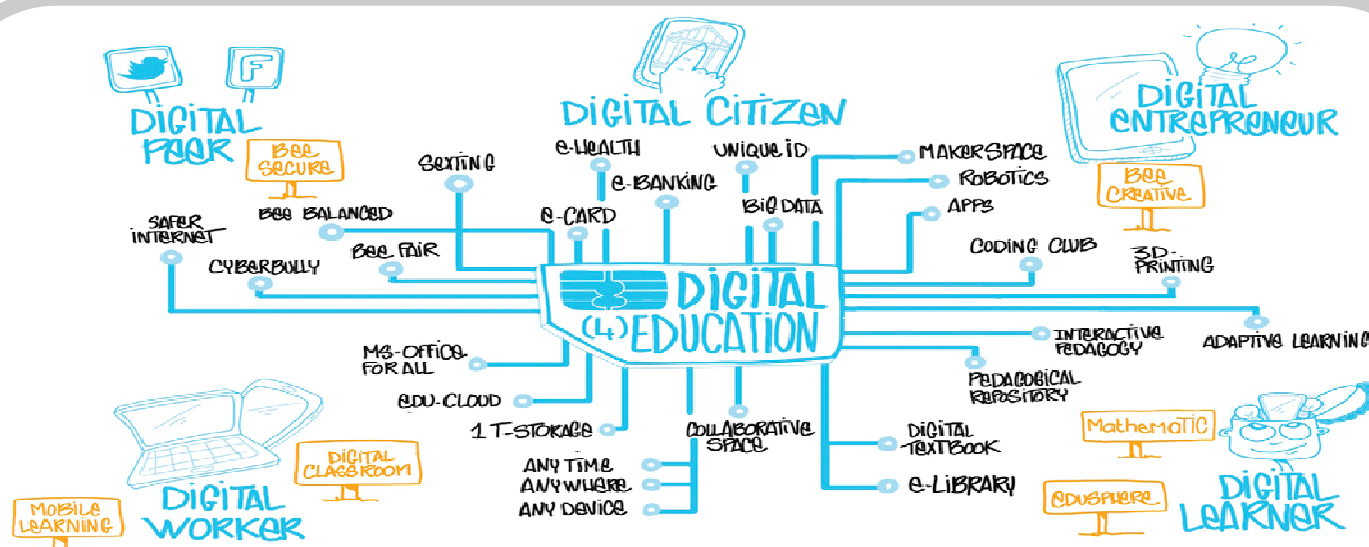 DIGITAL
PEER
BEE
SECURE
SEXTING
BEE BALANCED
SAFER
INTERNET
CYBERBULLY
BEE FAIR
DIGITAL CITIZEN
E-HEALTH
E-BANKING
E-CARD
UNIQUE ID
BIG DATA
DIGITAL
ENTREPRENEUR
BEE
CREATIVE
MAKERSPACE
ROBOTICS
APPS
CODING CLUB
3D-
PRINTING
DIGITAL
(4) EDUCATION
ADAPTIVE LEARNING
INTERACTIVE
PEDAGOGY
PEDAGOGICAL
REPOSITORY
MS-OFFICE
FOR ALL
EDU-CLOUD
1 T-STORAGE
ANY TIME
ANYWHERE
ANY DEVICE
COLLABORATIVE
SPACE
DIGITAL
TEXTBOOK
E-LIBRARY
DIGITAL
CLASSROOM
DIGITAL
WORKER
MOBILE
LEARNING
MATHEMATIC
EDUSPHERE
DIGITAL
LEARNER